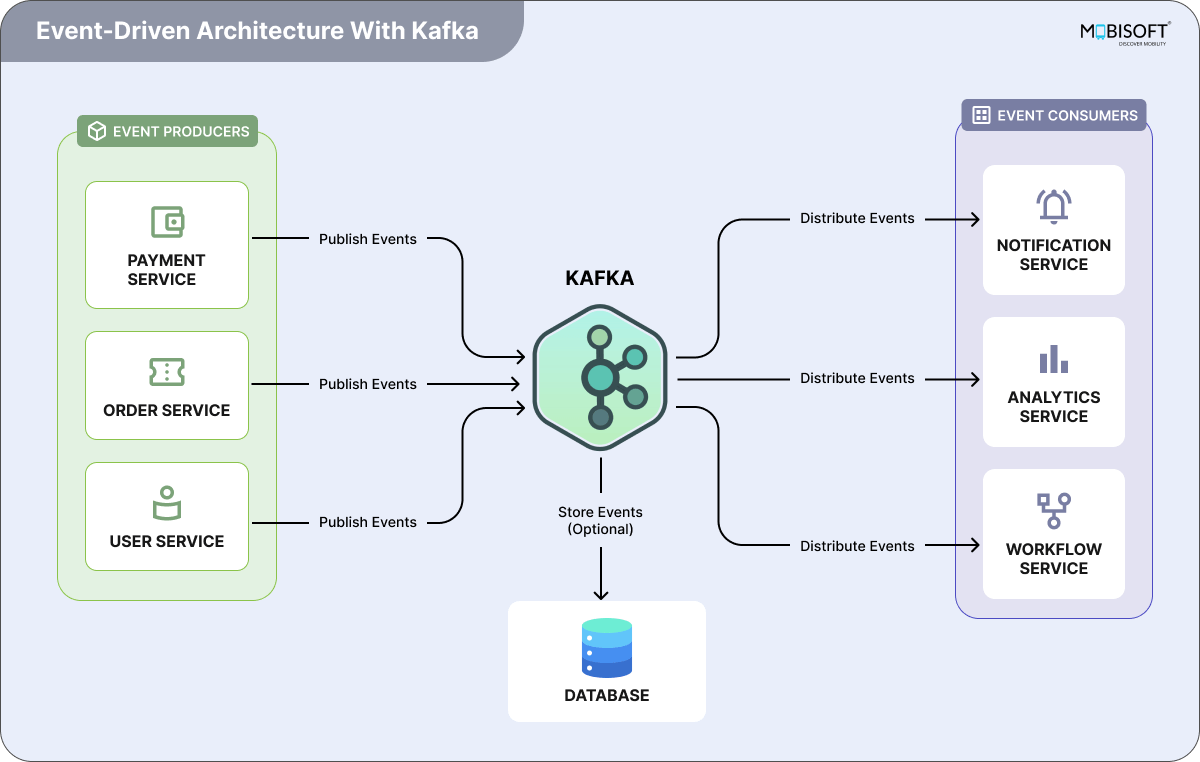 Event-Driven Architecture With Kafka
MOBISOFT®
DISCOVER MOBILITY
EVENT PRODUCERS
PAYMENT
SERVICE
ORDER SERVICE
USER SERVICE
Publish Events
Publish Events
Publish Events
KAFKA
Store Events
(Optional)
DATABASE
Distribute Events
Distribute Events
Distribute Events
EVENT CONSUMERS
NOTIFICATION
SERVICE
ANALYTICS
SERVICE
WORKFLOW
SERVICE